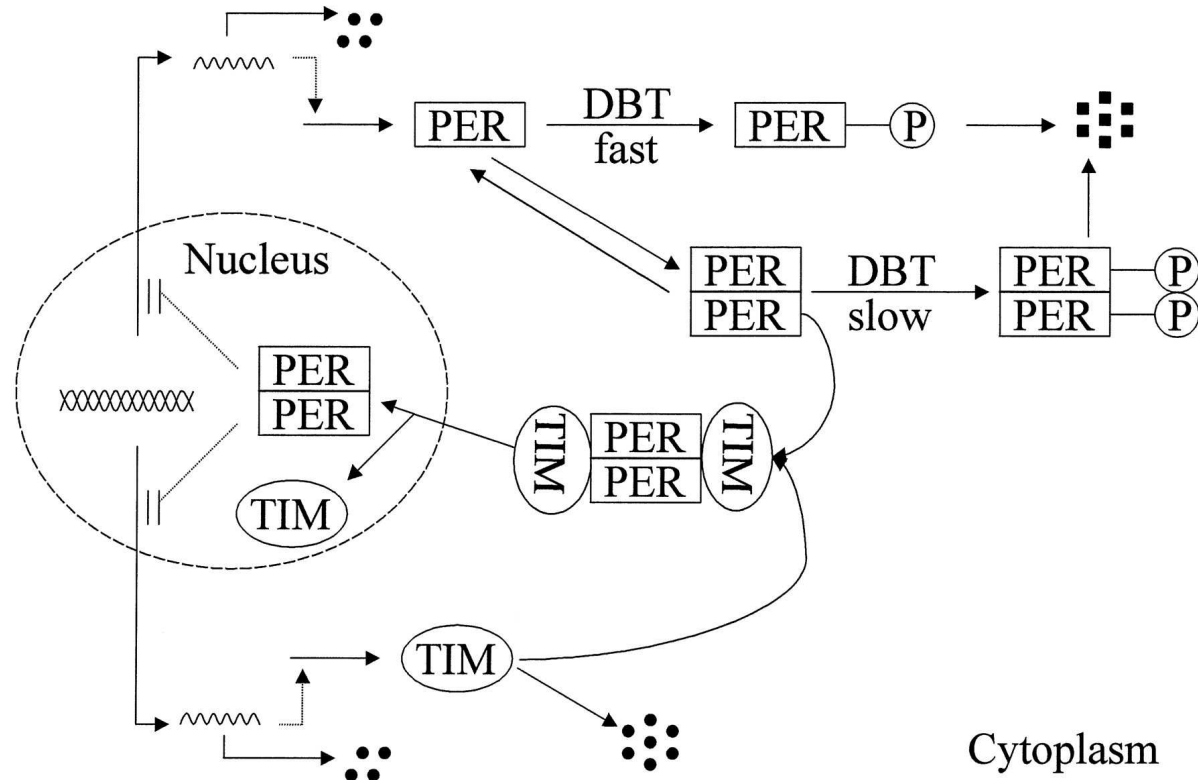 PER
DBT
fast
PER
P
Nucleus
PER
PER
DBT
slow
PER
PER
P
P
PER
PER
TIM
PER
PER
TIM
TIM
TIM
Cytoplasm